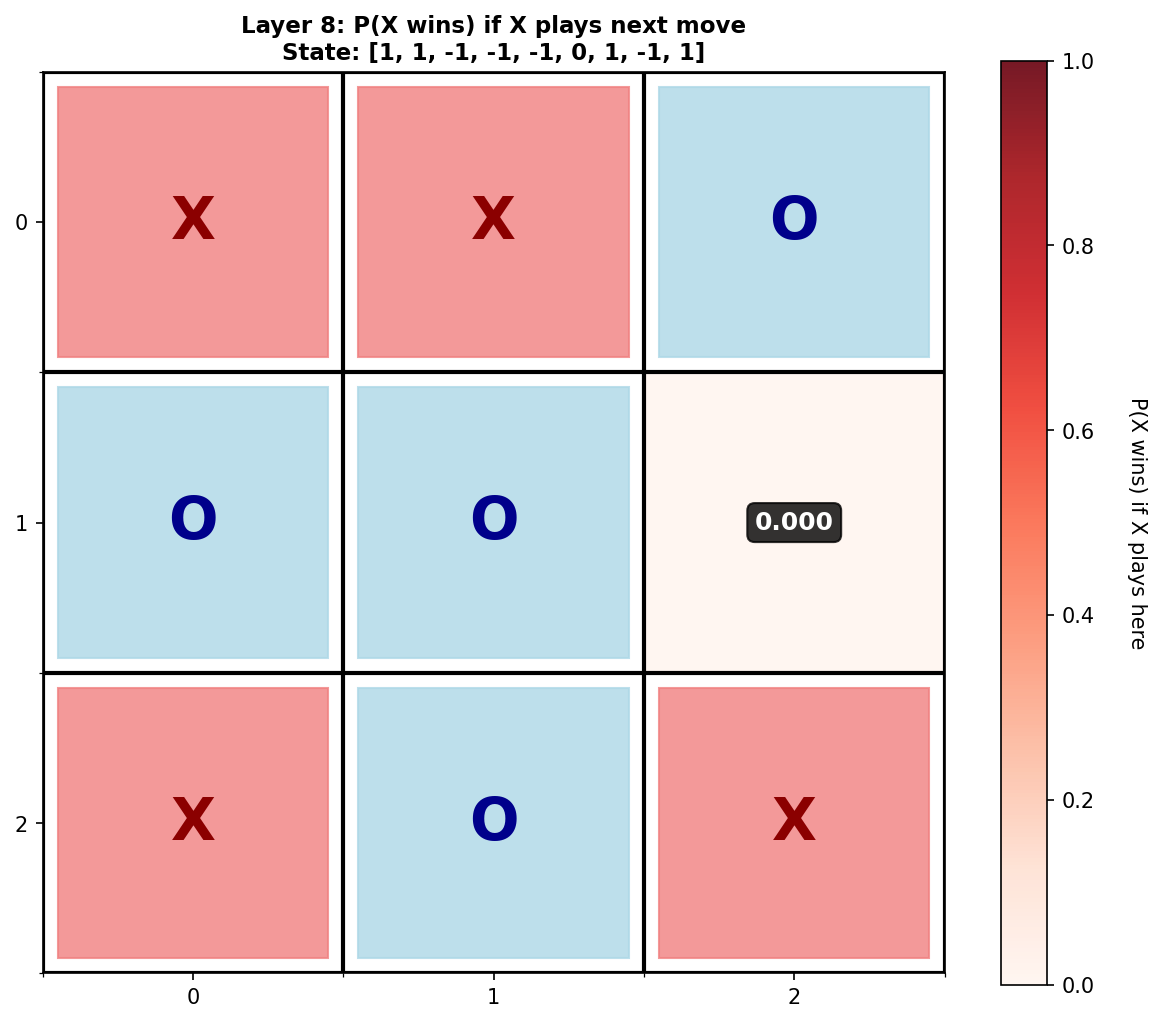 Layer 8: P(X wins) if X plays next move
State: [1, 1, -1, -1, -1, 0, 1, -1, 1]
1.0
0.8
0.6
0.4
0.2
0.0
P(X wins) if X plays here
0
X
X
O
1
O
O
0.000
2
X
O
X
0
1
2